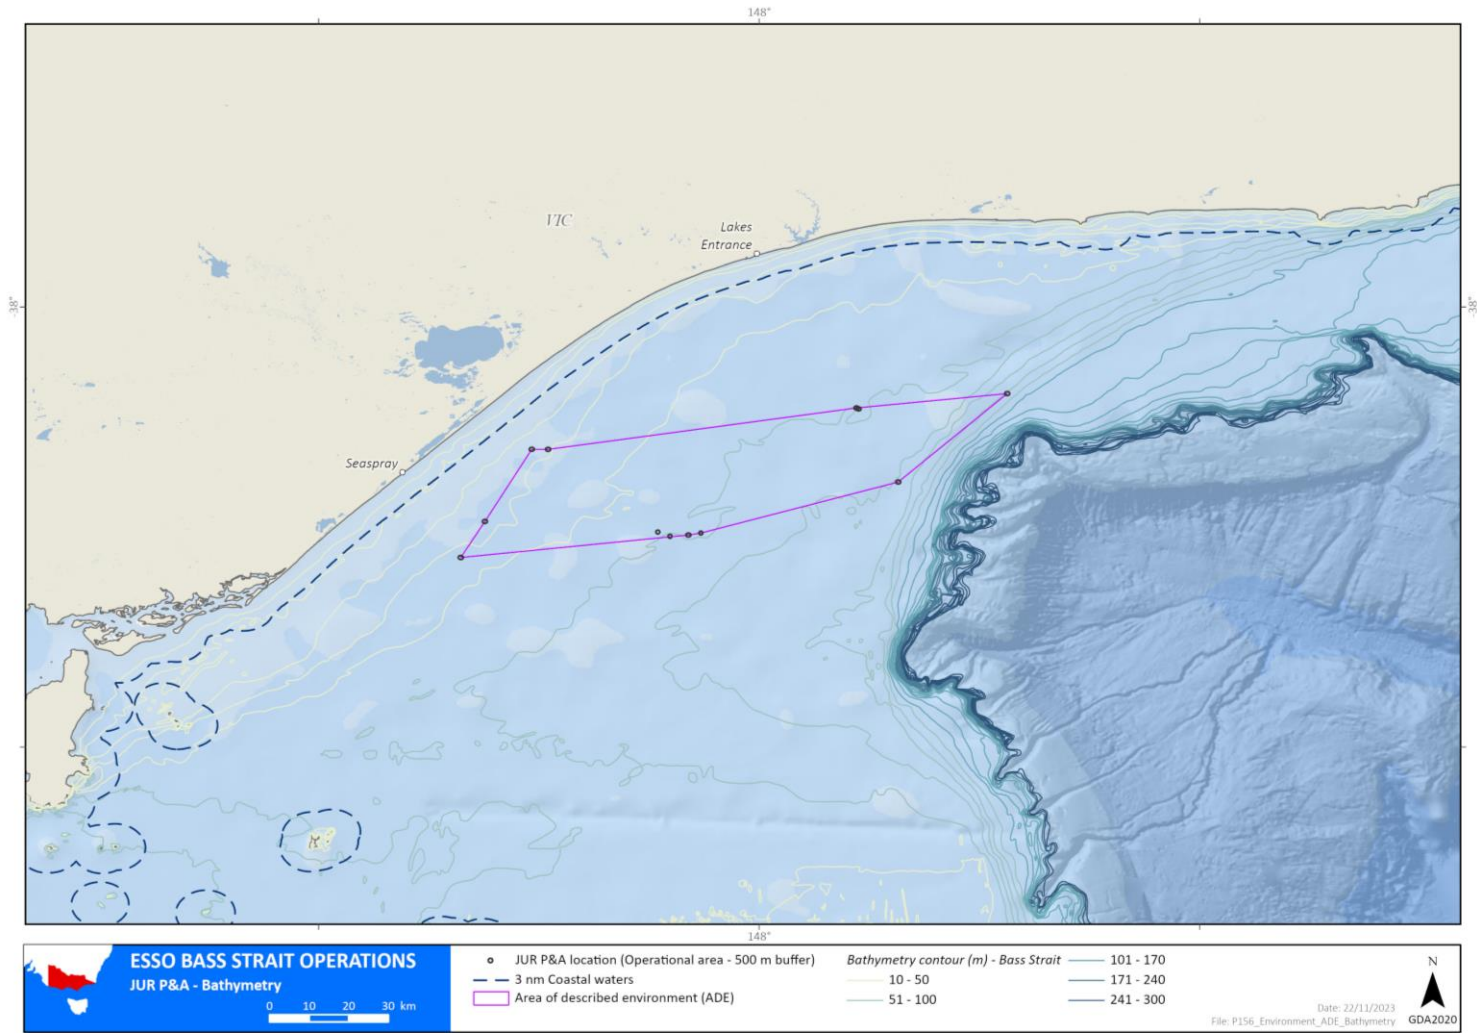 148°
VIC
Lakes
Entrance
-38°
-38°
Seaspray
148°
ESSO BASS STRAIT OPERATIONS
JUR P&A - Bathymetry
0 10 20 30 km
JUR P&A location (Operational area - 500 m buffer)
3 nm Coastal waters
Area of described environment (ADE)
Bathymetry contour (m) - Bass Strait
10 - 50
51 - 100
101 - 170
171 - 240
241 - 300
Date: 22/11/2023
File: P156_Environment_ADE_Bathymetry
N
GDA2020